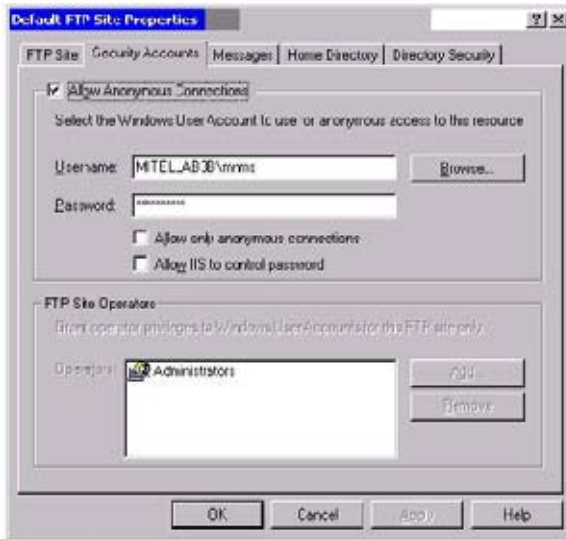 Default FTP Site Properties
FTP Site Security Accounts Messages Home Directory Directory Security
Allow Anonymous Connections
Select the Windows User Account to use for anonymous access to this resource
Username: MITEL_AB3B\mnms Browse...
Password: **********
Allow only anonymous connections
Allow IIS to control password
FTP Site Operators
Grant operator privileges to Windows User Accounts for this FTP site only
Operators: Administrators Add...
Remove
OK Cancel Apply Help